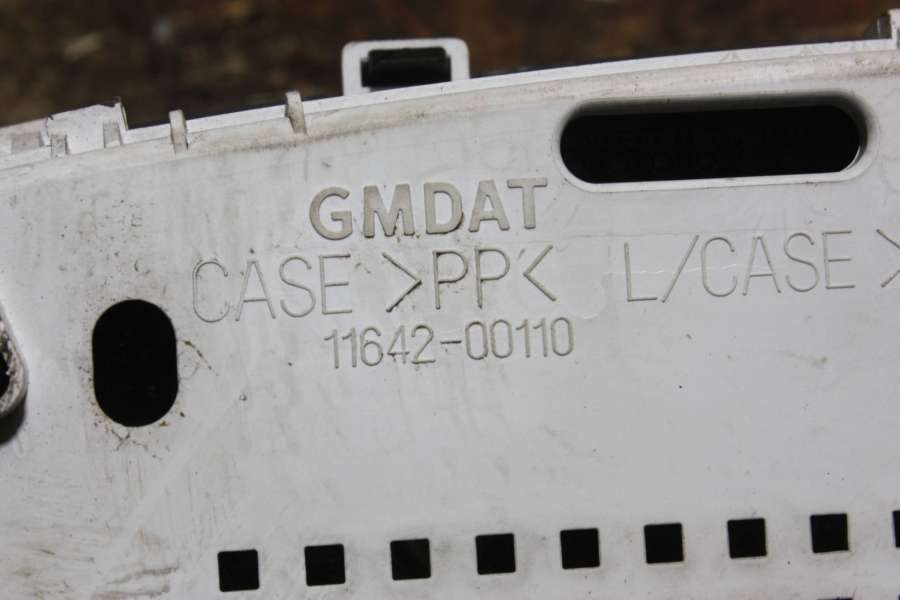 GMDAT
CASE >PP< L/CASE >
11642-00110